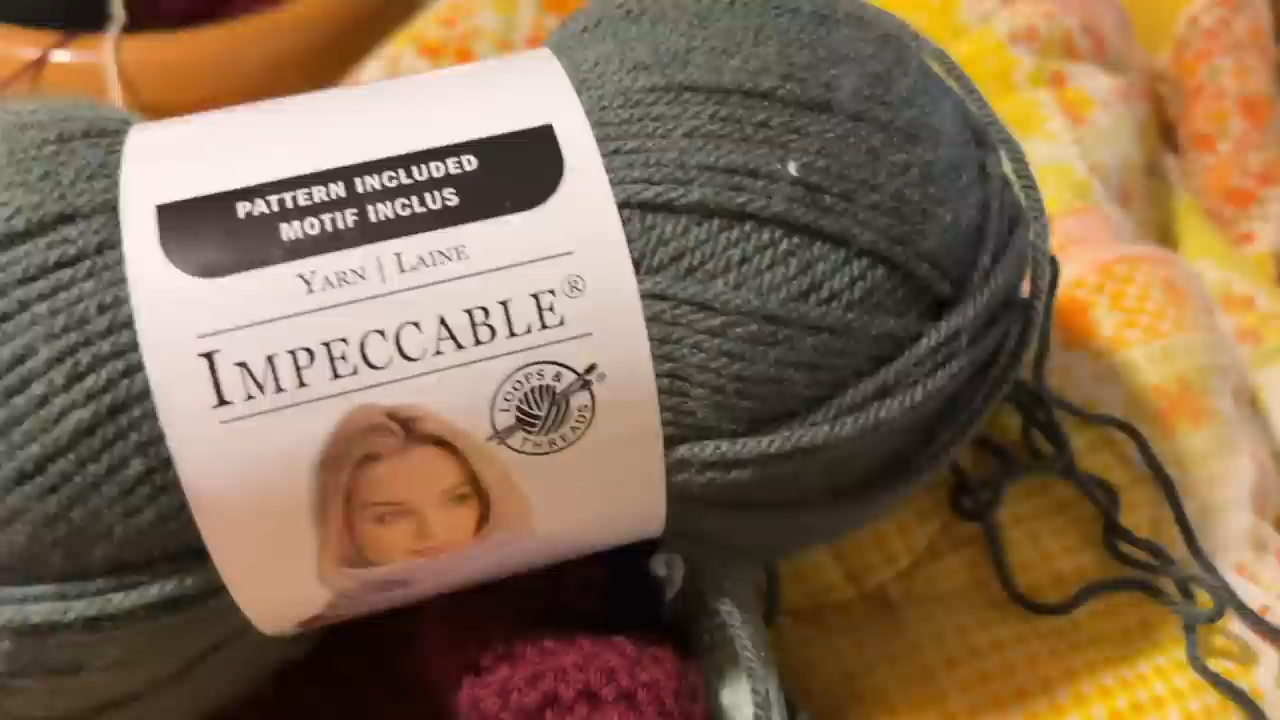 PATTERN INCLUDED
MOTIF INCLUS
YARN | LAINE
IMPECCABLE®
LOOPS &
THREADS®